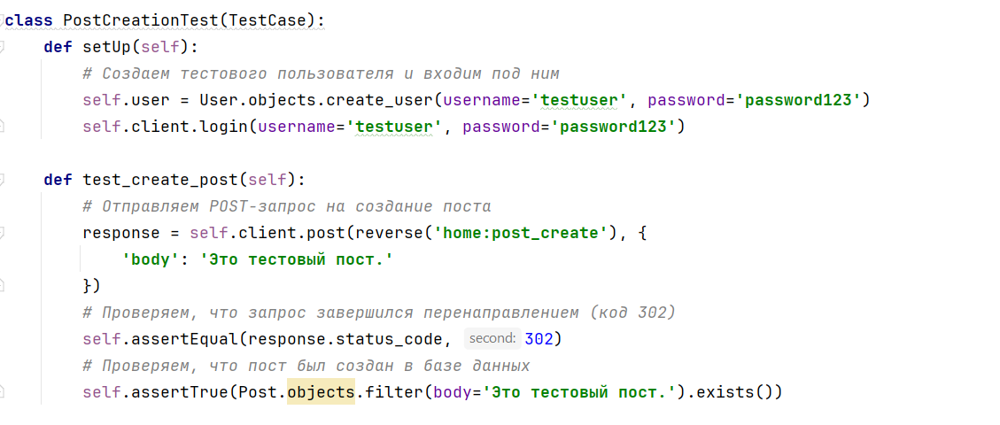 class PostCreationTest(TestCase):
    def setUp(self):
        # Создаем тестового пользователя и входим под ним
        self.user = User.objects.create_user(username='testuser', password='password123')
        self.client.login(username='testuser', password='password123')

    def test_create_post(self):
        # Отправляем POST-запрос на создание поста
        response = self.client.post(reverse('home:post_create'), {
            'body': 'Это тестовый пост.'
        })
        # Проверяем, что запрос завершился перенаправлением (код 302)
        self.assertEqual(response.status_code, second: 302)
        # Проверяем, что пост был создан в базе данных
        self.assertTrue(Post.objects.filter(body='Это тестовый пост.').exists())